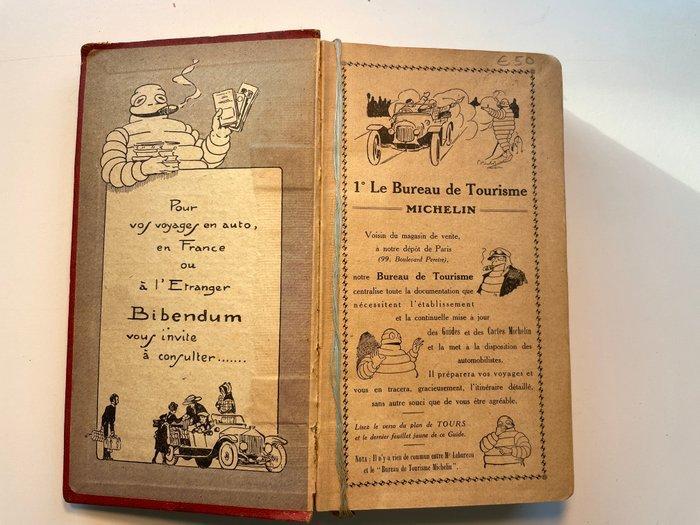 Pour
vos voyages en auto,
en France
ou
à l'Etranger
Bibendum
vous invite
à consulter.......
£50
1° Le Bureau de Tourisme
MICHELIN
Voisin du magasin de vente,
à notre dépôt de Paris
(99, Boulevard Pereire),
notre Bureau de Tourisme
centralise toute la documentation que
nécessitent l'établissement
et la continuelle mise à jour
des Guides et des Cartes Michelin
et la met à la disposition des
automobilistes.
Il préparera vos voyages et
vous en tracera, gracieusement, l'itinéraire détaillé,
sans autre souci que de vous être agréable.
Lisez le verso du plan de TOURS
et le dernier feuillet jaune de ce Guide.
NOTA : Il n'y a rien de commun entre Mr Labureau
et le "Bureau de Tourisme Michelin".